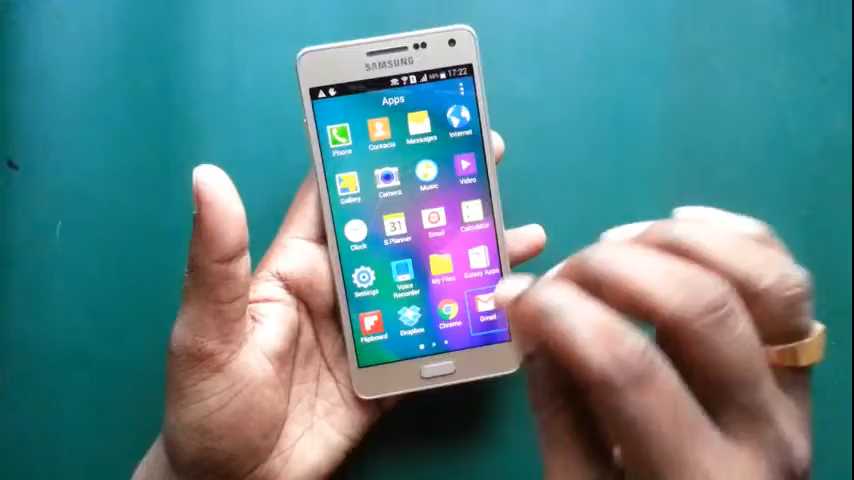 SAMSUNG
17:22
Apps
Phone
Contacts
Messages
Internet
Gallery
Camera
Music
Video
Clock
31
S Planner
Email
Calculator
Settings
Voice
Recorder
My Files
Galaxy Apps
Flipboard
Dropbox
Chrome
Gmail